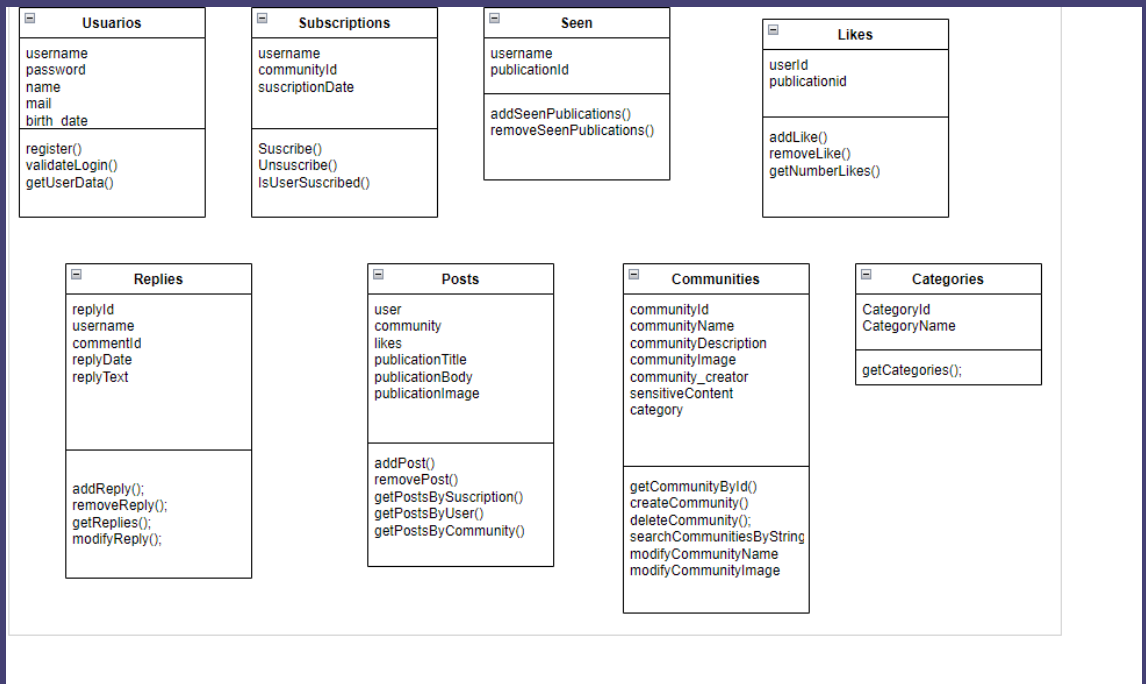 Usuarios
username
password
name
mail
birth_date
register()
validateLogin()
getUserData()
Subscriptions
username
communityId
suscriptionDate
Suscribe()
Unsuscribe()
IsUserSuscribed()
Seen
username
publicationId
addSeenPublications()
removeSeenPublications()
Likes
userId
publicationid
addLike()
removeLike()
getNumberLikes()
Replies
replyId
username
commentId
replyDate
replyText
addReply();
removeReply();
getReplies();
modifyReply();
Posts
user
community
likes
publicationTitle
publicationBody
publicationImage
addPost()
removePost()
getPostsBySuscription()
getPostsByUser()
getPostsByCommunity()
Communities
communityId
communityName
communityDescription
communityImage
community_creator
sensitiveContent
category
getCommunityById()
createCommunity()
deleteCommunity();
searchCommunitiesByString
modifyCommunityName
modifyCommunityImage
Categories
CategoryId
CategoryName
getCategories();